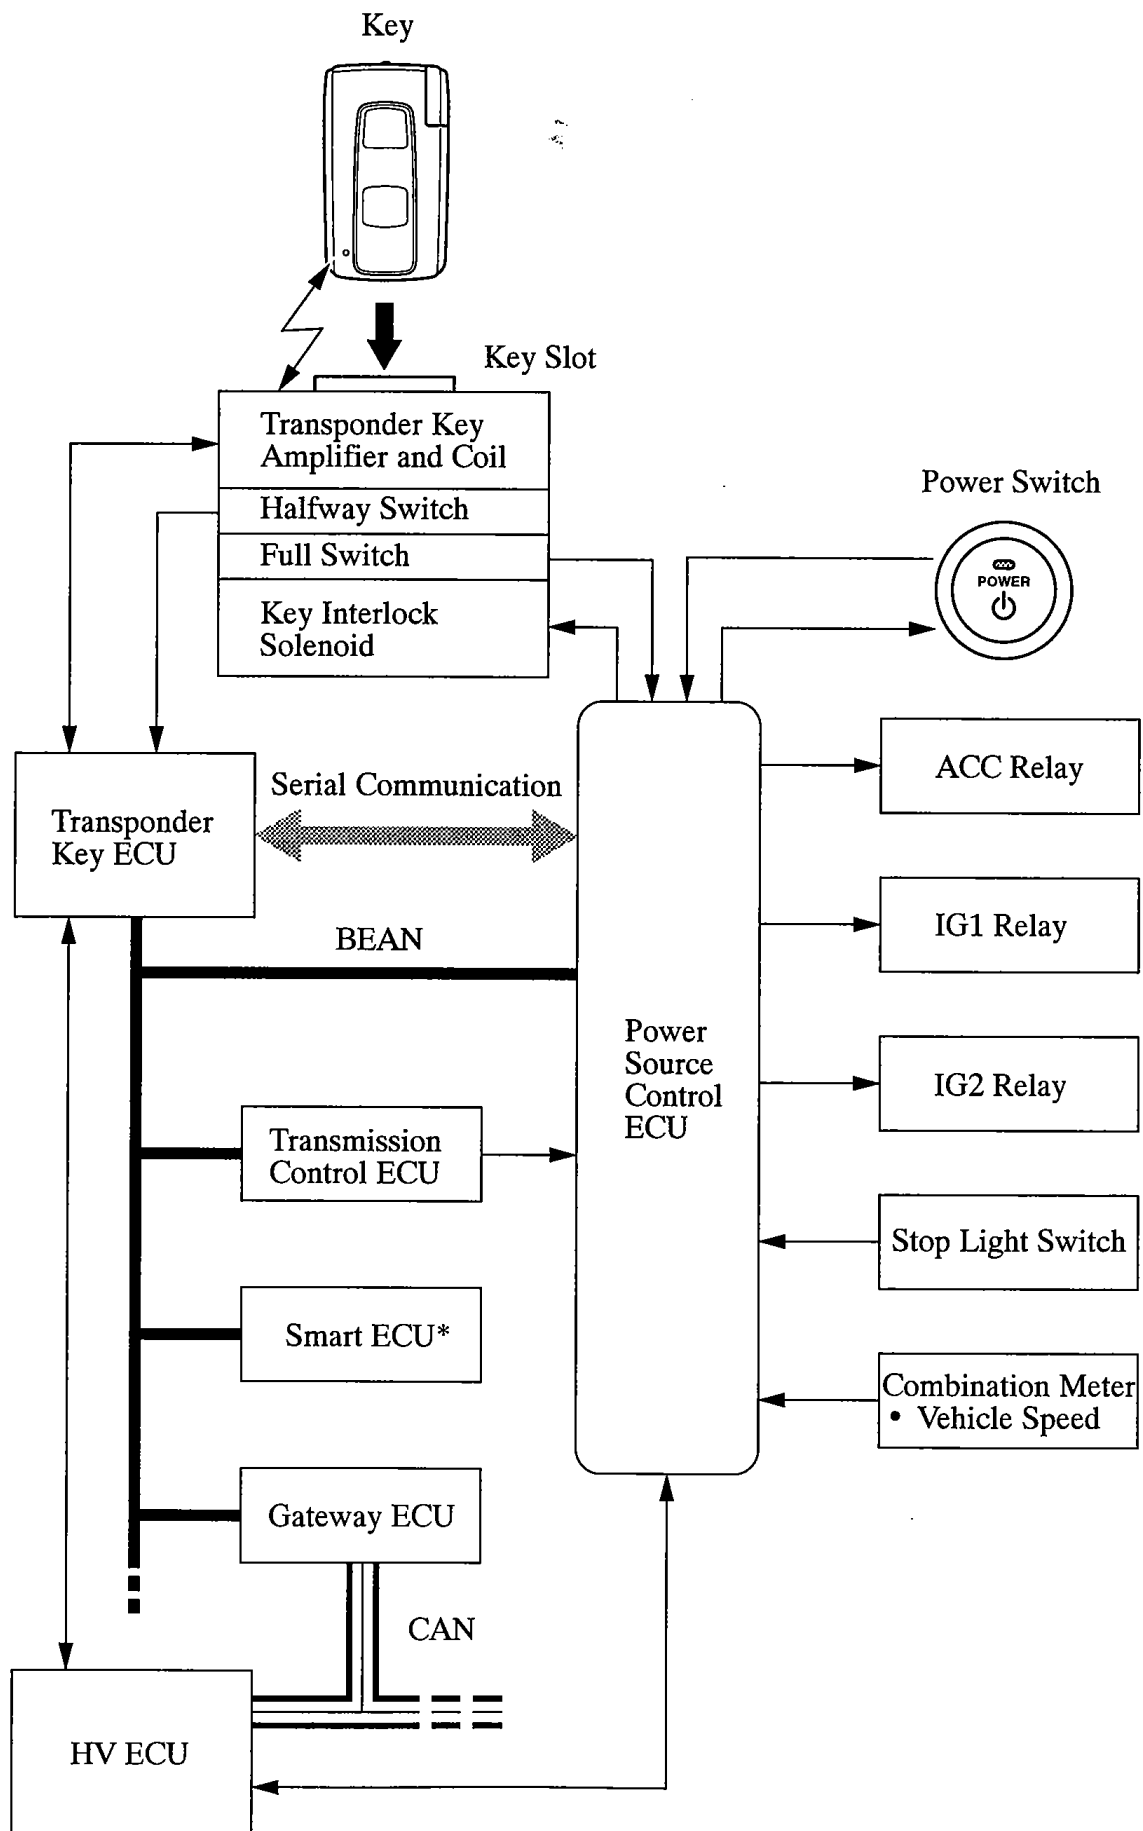 Key
Key Slot
Transponder Key
Amplifier and Coil
Halfway Switch
Full Switch
Key Interlock
Solenoid
Power Switch
POWER
Transponder
Key ECU
Serial Communication
BEAN
Power
Source
Control
ECU
ACC Relay
IG1 Relay
IG2 Relay
Stop Light Switch
Combination Meter
• Vehicle Speed
Transmission
Control ECU
Smart ECU*
Gateway ECU
CAN
HV ECU